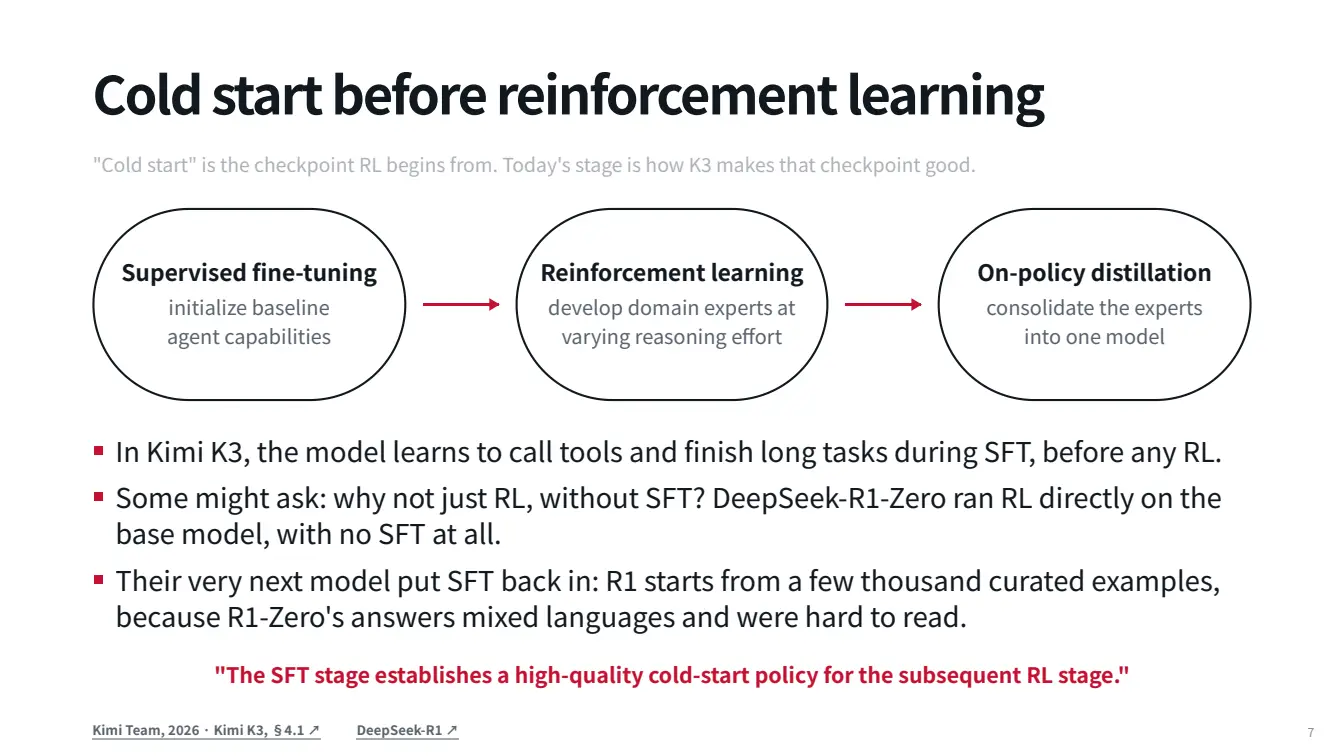 Cold start before reinforcement learning
"Cold start" is the checkpoint RL begins from. Today's stage is how K3 makes that checkpoint good.
Supervised fine-tuning
initialize baseline
agent capabilities
Reinforcement learning
develop domain experts at
varying reasoning effort
On-policy distillation
consolidate the experts
into one model
▪ In Kimi K3, the model learns to call tools and finish long tasks during SFT, before any RL.
▪ Some might ask: why not just RL, without SFT? DeepSeek-R1-Zero ran RL directly on the
base model, with no SFT at all.
▪ Their very next model put SFT back in: R1 starts from a few thousand curated examples,
because R1-Zero's answers mixed languages and were hard to read.
"The SFT stage establishes a high-quality cold-start policy for the subsequent RL stage."
Kimi Team, 2026 · Kimi K3, §4.1 ↗ DeepSeek-R1 ↗
7